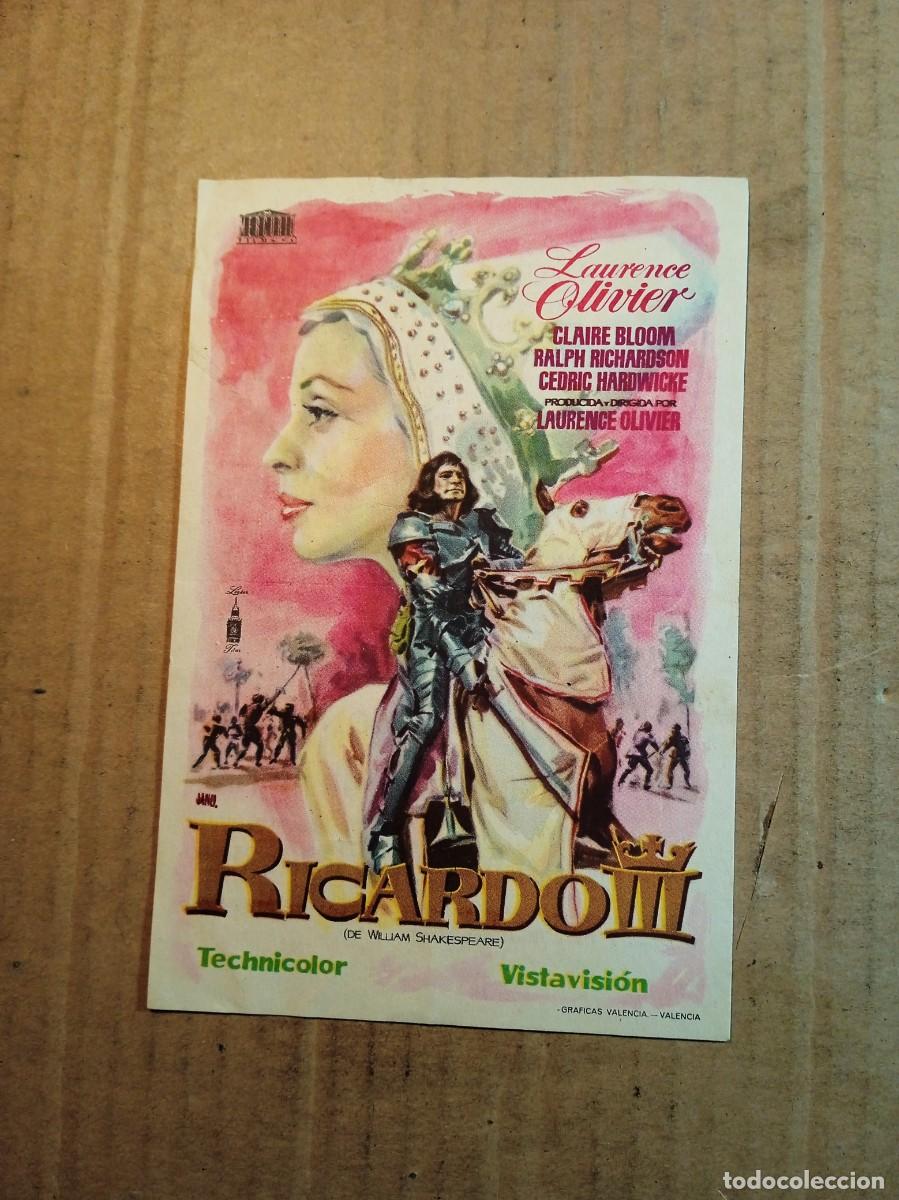 Laurence
Olivier
CLAIRE BLOOM
RALPH RICHARDSON
CEDRIC HARDWICKE
PRODUCIDA Y DIRIGIDA POR
LAURENCE OLIVIER
Film
JANO.
RICARDO III
(DE WILLIAM SHAKESPEARE)
Technicolor
Vistavisión
-GRAFICAS VALENCIA.—VALENCIA
todocoleccion